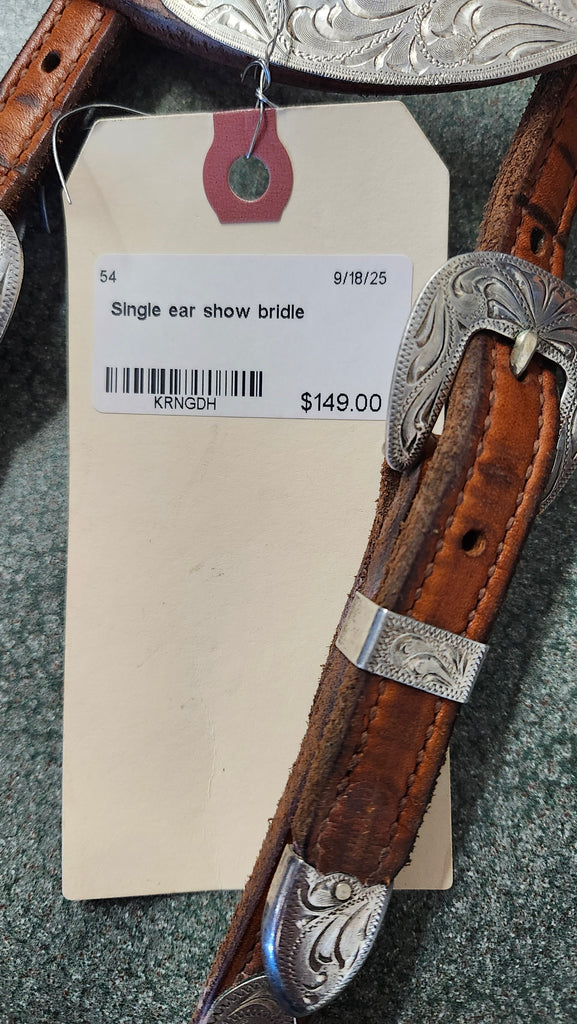 54 9/18/25
Single ear show bridle
KRNGDH $149.00